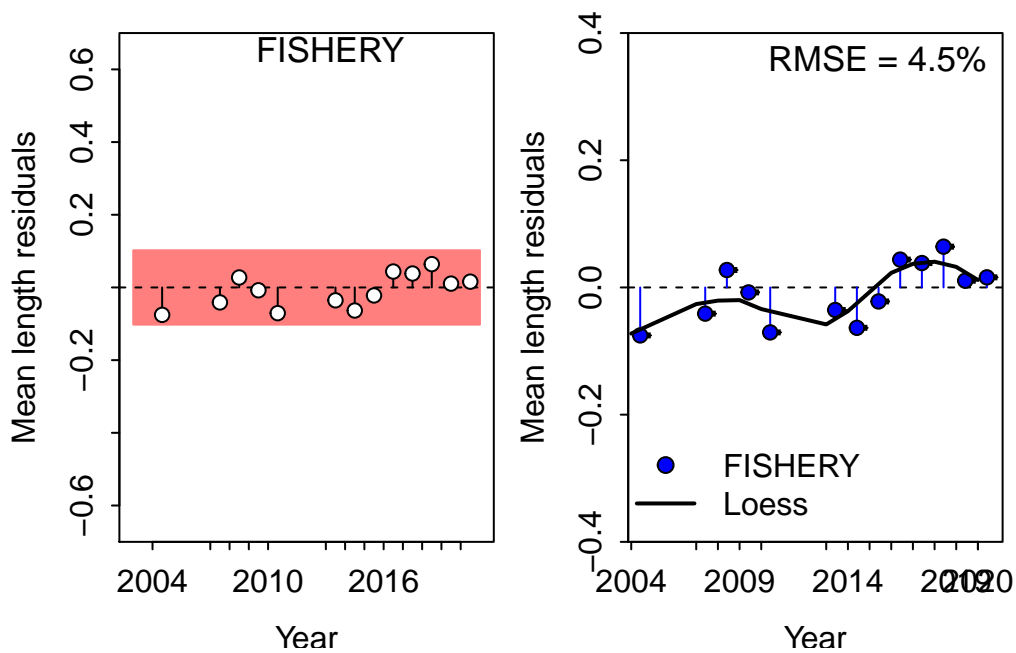 FISHERY
Mean length residuals
0.6
0.4
0.2
−0.2
−0.6
2004 2010 2016
Year
RMSE = 4.5%
Mean length residuals
0.4
0.2
0.0
−0.2
−0.4
FISHERY
Loess
2004 2009 2014 2019 2020
Year